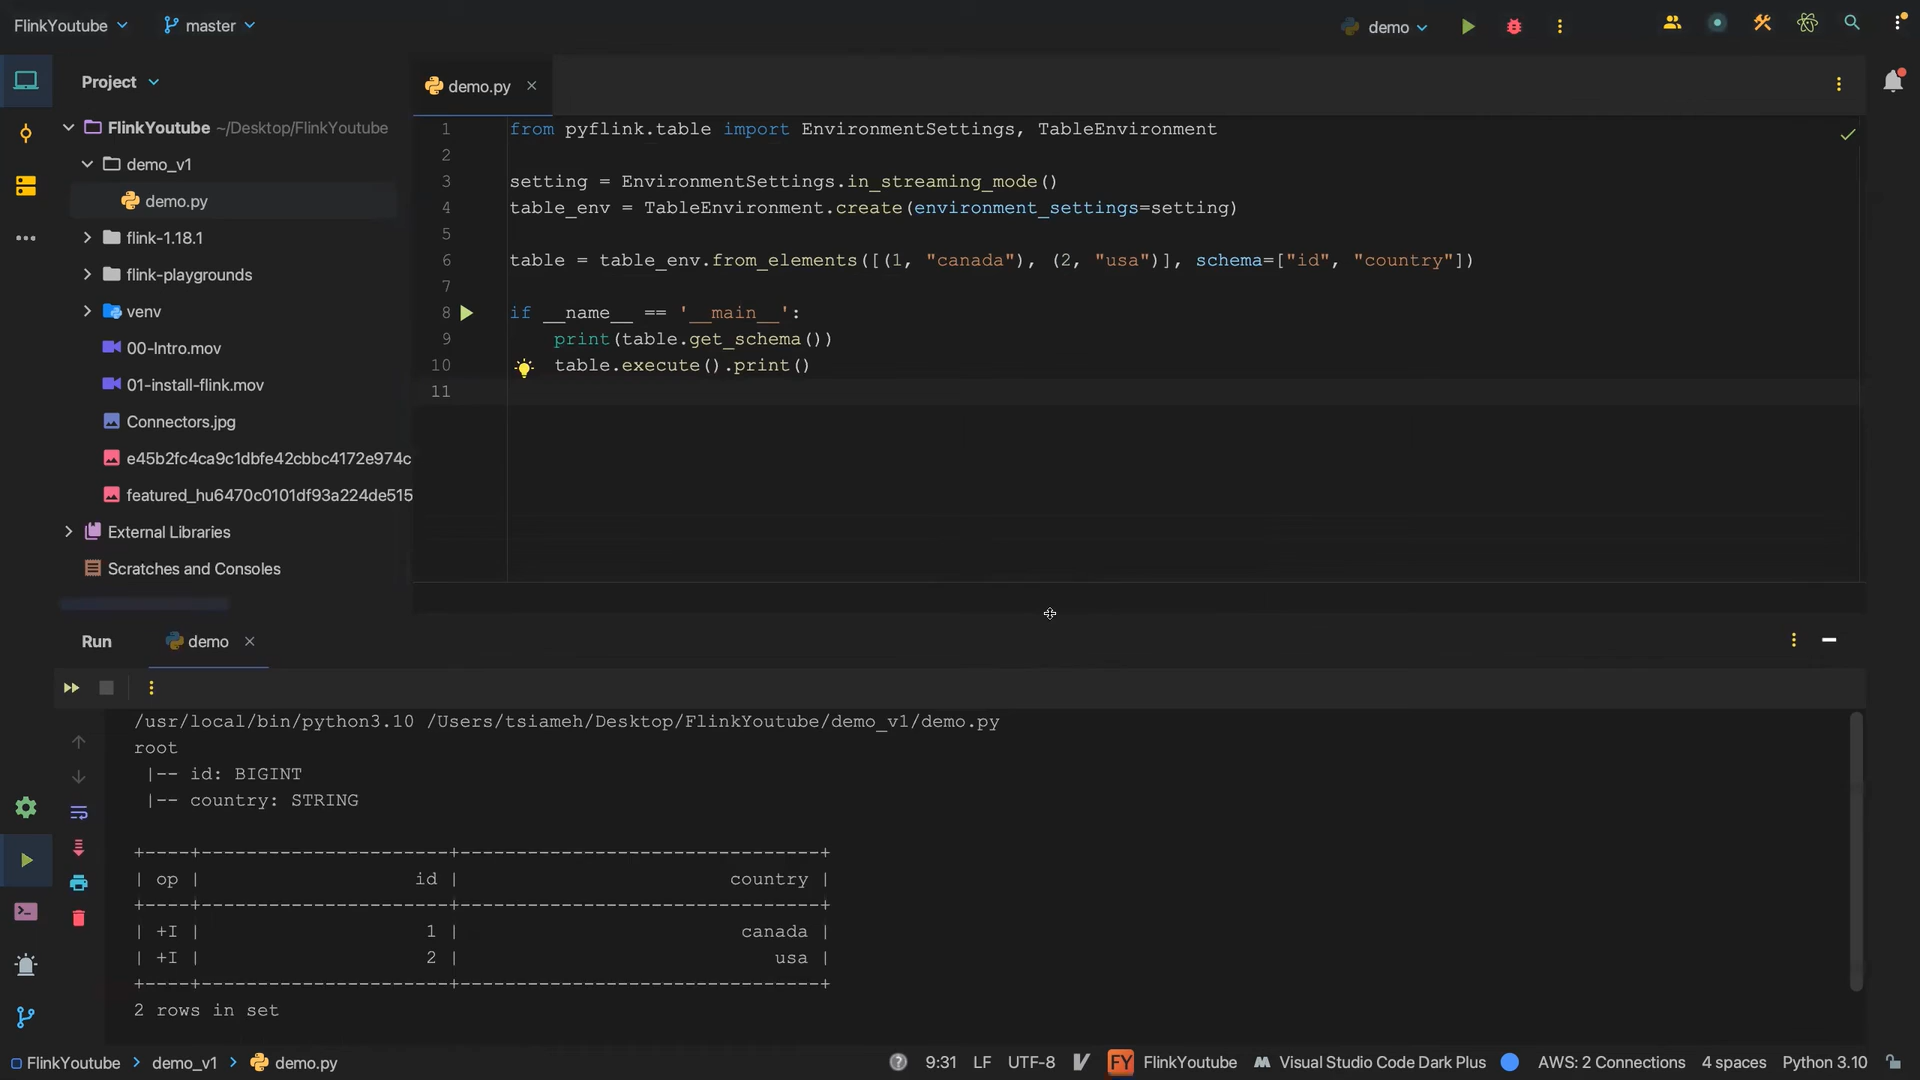 FlinkYoutube master demo
Project
demo.py
FlinkYoutube ~/Desktop/FlinkYoutube
demo_v1
demo.py
flink-1.18.1
flink-playgrounds
venv
00-Intro.mov
01-install-flink.mov
Connectors.jpg
e45b2fc4ca9c1dbfe42cbbc4172e974c
featured_hu6470c0101df93a224de515
External Libraries
Scratches and Consoles
1 from pyflink.table import EnvironmentSettings, TableEnvironment
2
3 setting = EnvironmentSettings.in_streaming_mode()
4 table_env = TableEnvironment.create(environment_settings=setting)
5
6 table = table_env.from_elements([(1, "canada"), (2, "usa")], schema=["id", "country"])
7
8 if __name__ == '__main__':
9 print(table.get_schema())
10 table.execute().print()
11
Run demo
/usr/local/bin/python3.10 /Users/tsiameh/Desktop/FlinkYoutube/demo_v1/demo.py
root
|-- id: BIGINT
|-- country: STRING
+----+----------------------+--------------------------------+
| op | id | country |
+----+----------------------+--------------------------------+
| +I | 1 | canada |
| +I | 2 | usa |
+----+----------------------+--------------------------------+
2 rows in set
FlinkYoutube > demo_v1 > demo.py 9:31 LF UTF-8 FY FlinkYoutube Visual Studio Code Dark Plus AWS: 2 Connections 4 spaces Python 3.10